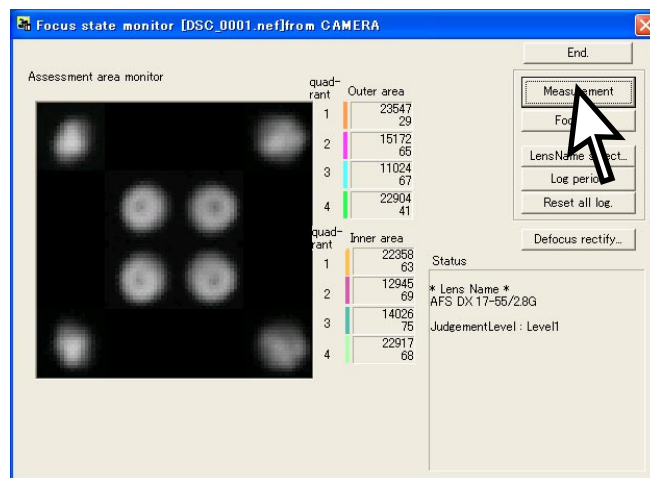 Focus state monitor [DSC_0001.nef]from CAMERA
End.
Assessment area monitor
quad-
rant
Outer area
1
23547
29
2
15172
65
3
11024
67
4
22904
41
quad-
rant
Inner area
1
22358
63
2
12945
69
3
14026
75
4
22917
68
Measurement
LensName
Log
Reset all log.
Defocus rectify...
Status
* Lens Name *
AFS DX 17-55/2.8G
JudgementLevel : Level1